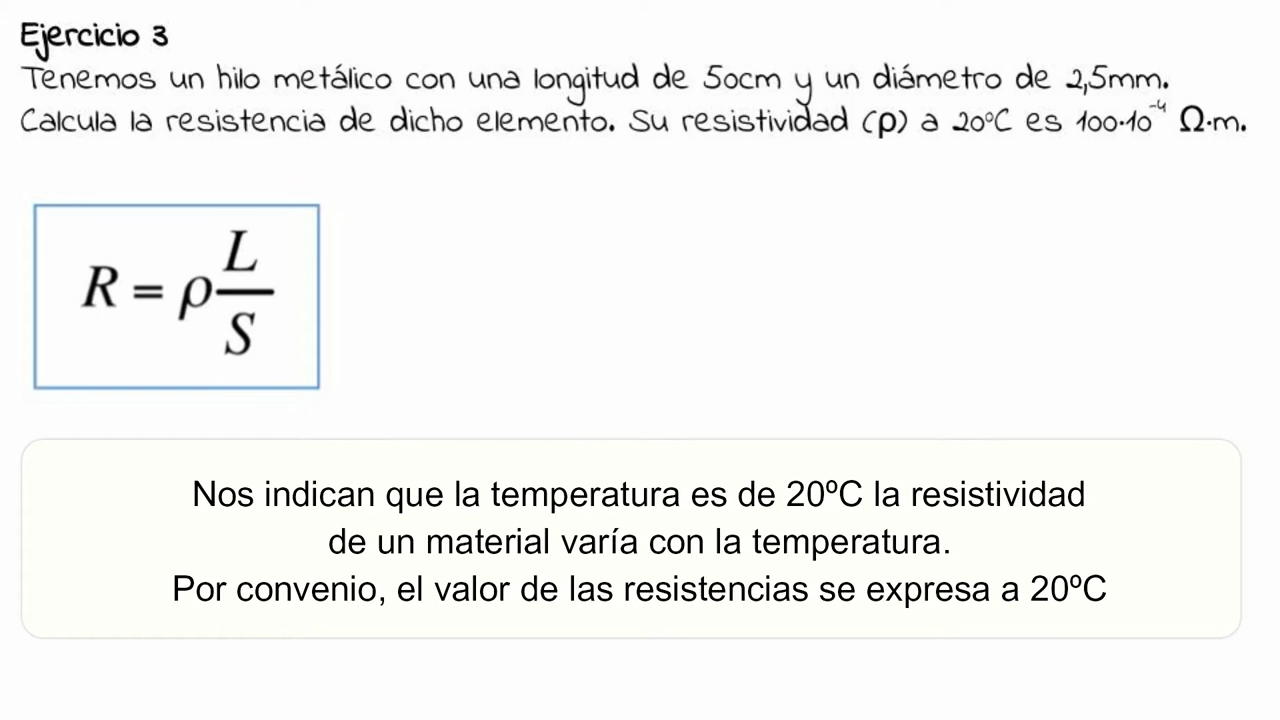 Ejercicio 3
Tenemos un hilo metálico con una longitud de 50cm y un diámetro de 2,5mm.
Calcula la resistencia de dicho elemento. Su resistividad (ρ) a 20ºC es 100·10⁻⁴ Ω·m.
R = ρ L/S
Nos indican que la temperatura es de 20ºC la resistividad
de un material varía con la temperatura.
Por convenio, el valor de las resistencias se expresa a 20ºC